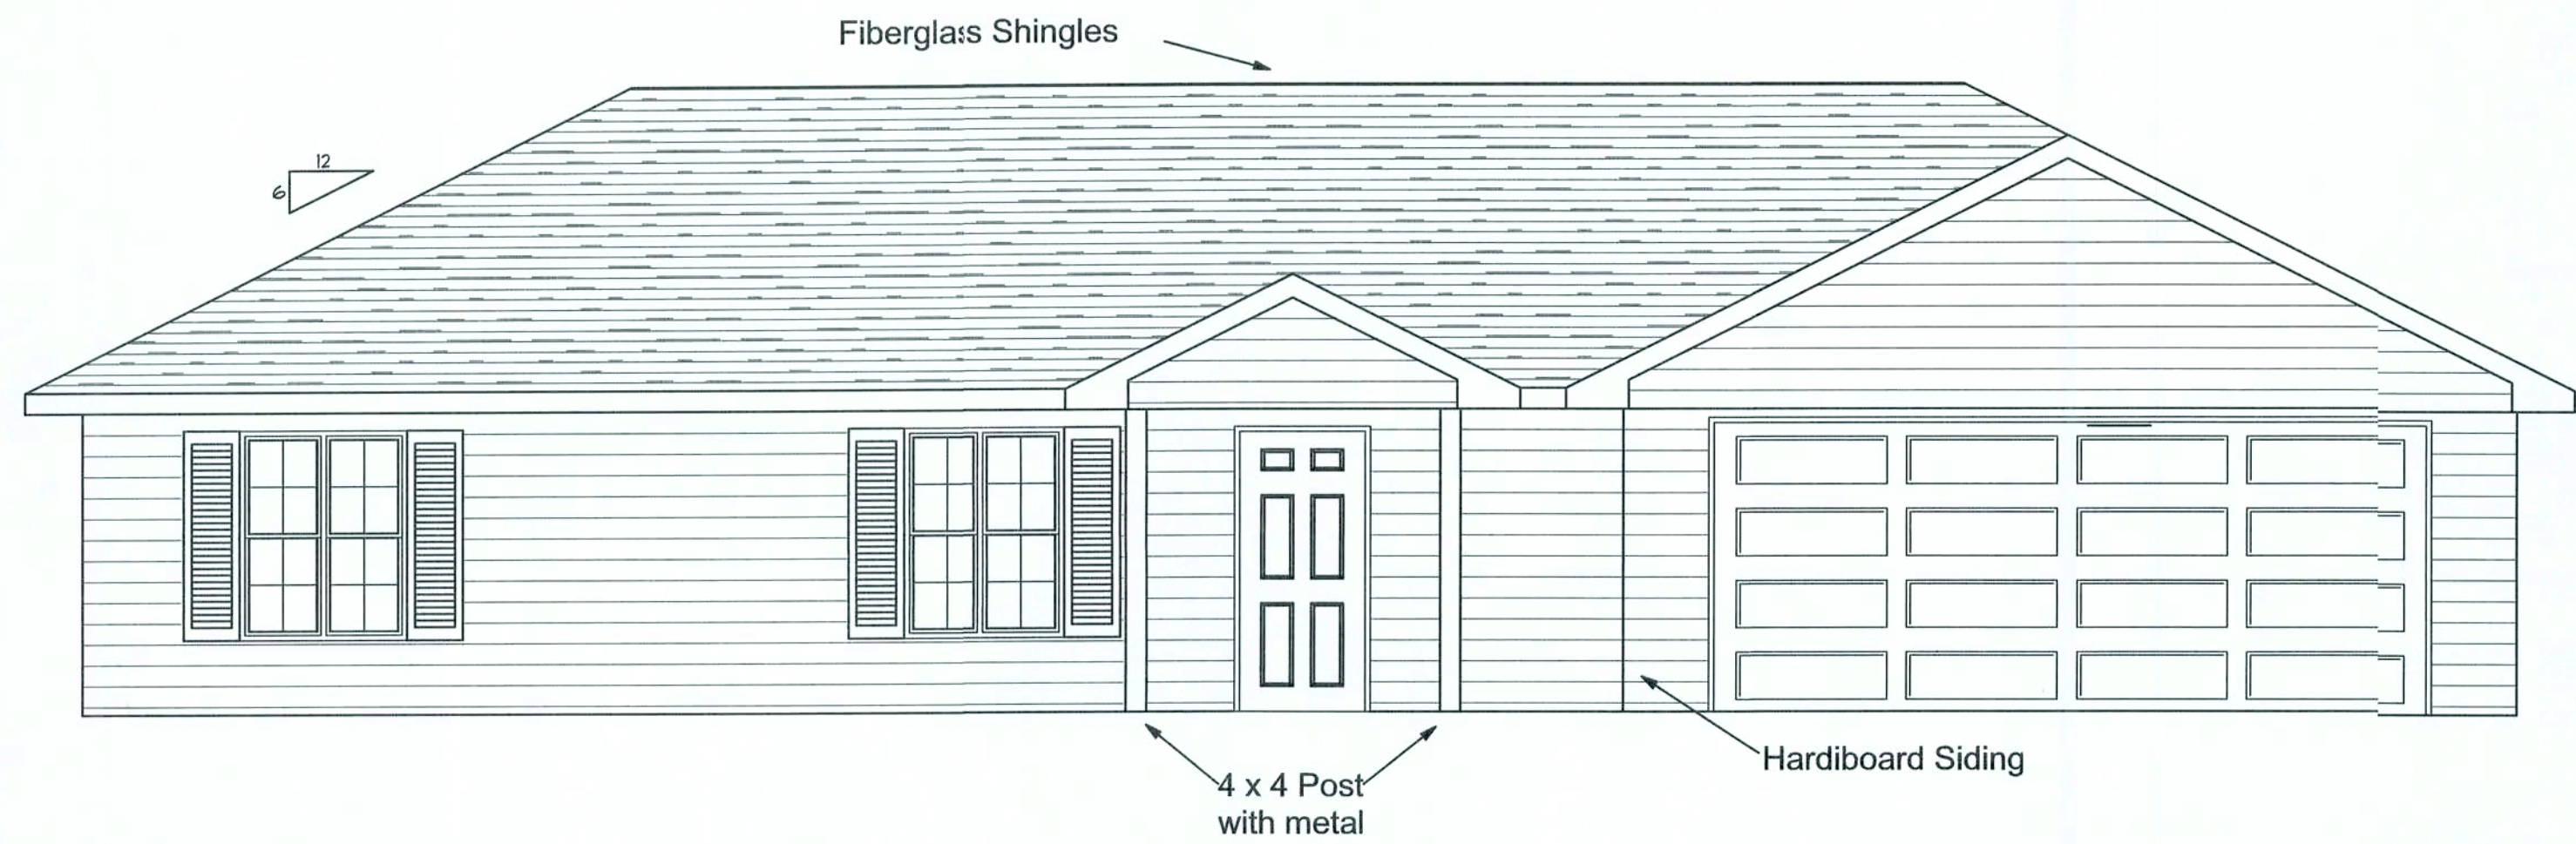 Fiberglass Shingles
12
6
Hardiboard Siding
4 x 4 Post
with metal